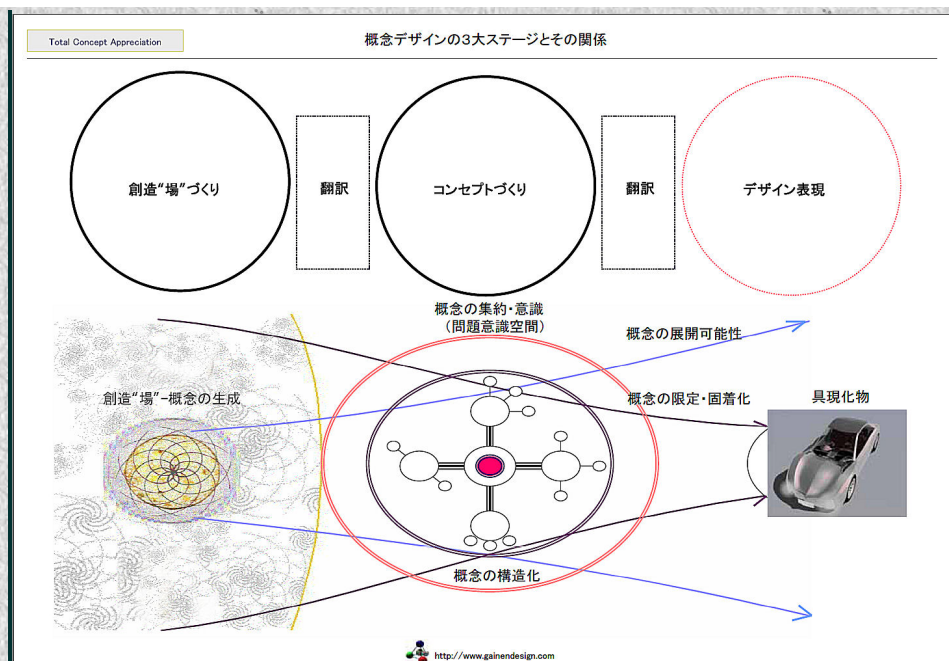 Total Concept Appreciation
概念デザインの3大ステージとその関係
創造“場”づくり
翻訳
コンセプトづくり
翻訳
デザイン表現
概念の集約・意識
(問題意識空間)
概念の展開可能性
創造“場”-概念の生成
概念の限定・固着化
具現化物
概念の構造化
http://www.gainendesign.com